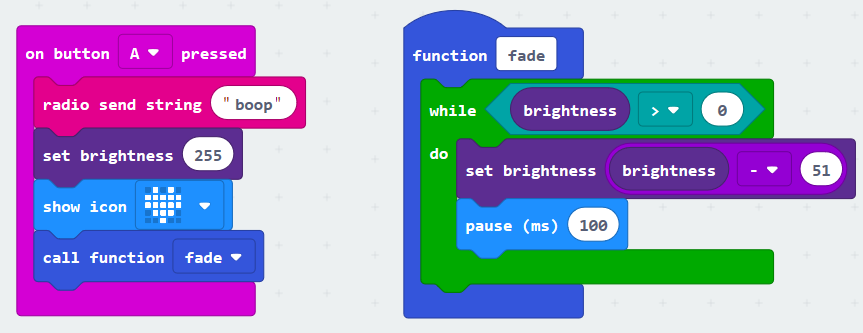 on button A pressed
radio send string "boop"
set brightness 255
show icon
call function fade
function fade
while brightness > 0
do
set brightness brightness - 51
pause (ms) 100